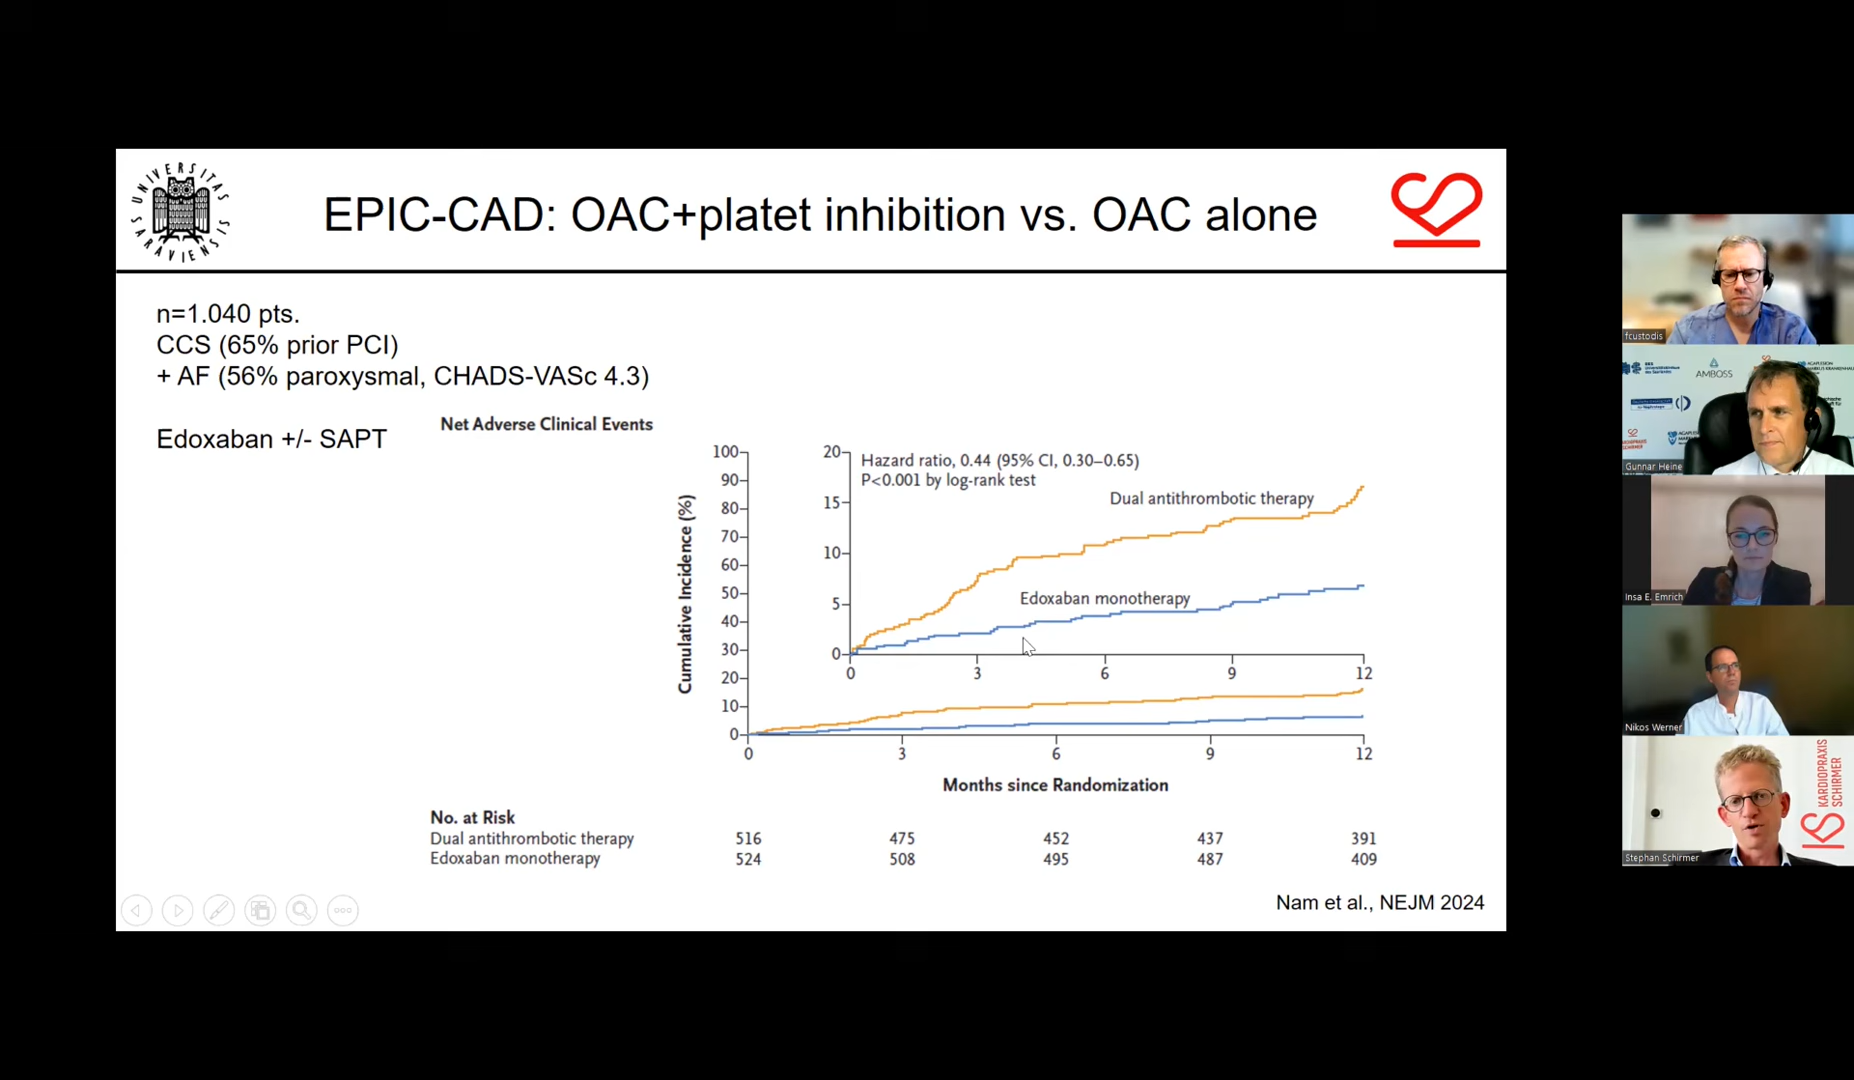 UNIVERSITAS SARAVIENSIS
EPIC-CAD: OAC+platet inhibition vs. OAC alone
n=1.040 pts.
CCS (65% prior PCI)
+ AF (56% paroxysmal, CHADS-VASc 4.3)
Edoxaban +/- SAPT
Net Adverse Clinical Events
Cumulative Incidence (%)
100
90
80
70
60
50
40
30
20
10
0
20
15
10
5
0
Hazard ratio, 0.44 (95% CI, 0.30–0.65)
P<0.001 by log-rank test
Dual antithrombotic therapy
Edoxaban monotherapy
0 3 6 9 12
0 3 6 9 12
Months since Randomization
No. at Risk
Dual antithrombotic therapy 516 475 452 437 391
Edoxaban monotherapy 524 508 495 487 409
Nam et al., NEJM 2024
fcustodis
AMBOSS
Gunnar Heine
Insa E. Emrich
Nikos Werner
KARDIOPRAXIS
SCHIRMER
Stephan Schirmer